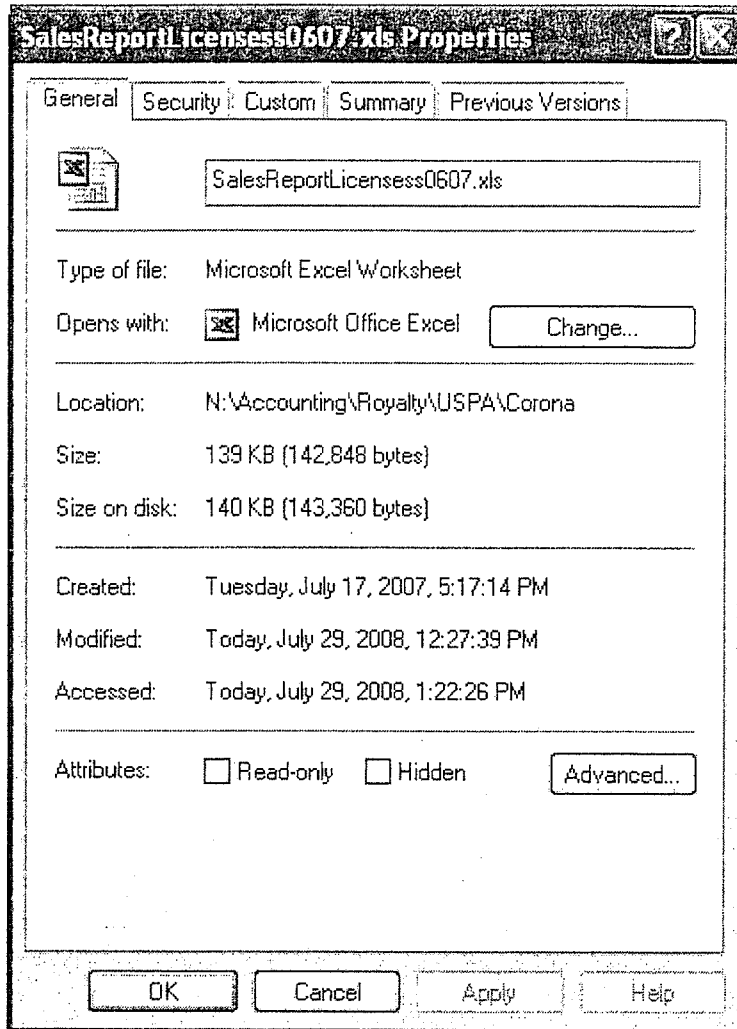 SalesReportLicensess0607.xls Properties ? X
General Security Custom Summary Previous Versions
SalesReportLicensess0607.xls
Type of file: Microsoft Excel Worksheet
Opens with: Microsoft Office Excel Change...
Location: N:\Accounting\Royalty\USPA\Corona
Size: 139 KB (142,848 bytes)
Size on disk: 140 KB (143,360 bytes)
Created: Tuesday, July 17, 2007, 5:17:14 PM
Modified: Today, July 29, 2008, 12:27:39 PM
Accessed: Today, July 29, 2008, 1:22:26 PM
Attributes: Read-only Hidden Advanced...
OK Cancel Apply Help